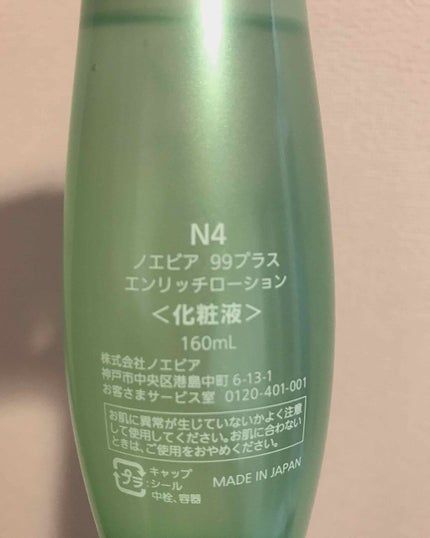 N4
ノエビア 99プラス
エンリッチローション
<化粧液>
160mL
株式会社ノエビア
神戸市中央区港島中町6-13-1
お客さまサービス室 0120-401-001
お肌に異常が生じていないかよく注意
して使用してください。お肌に合わない
ときは、ご使用をおやめください。
プラ
キャップ
:シール
中栓、容器
MADE IN JAPAN